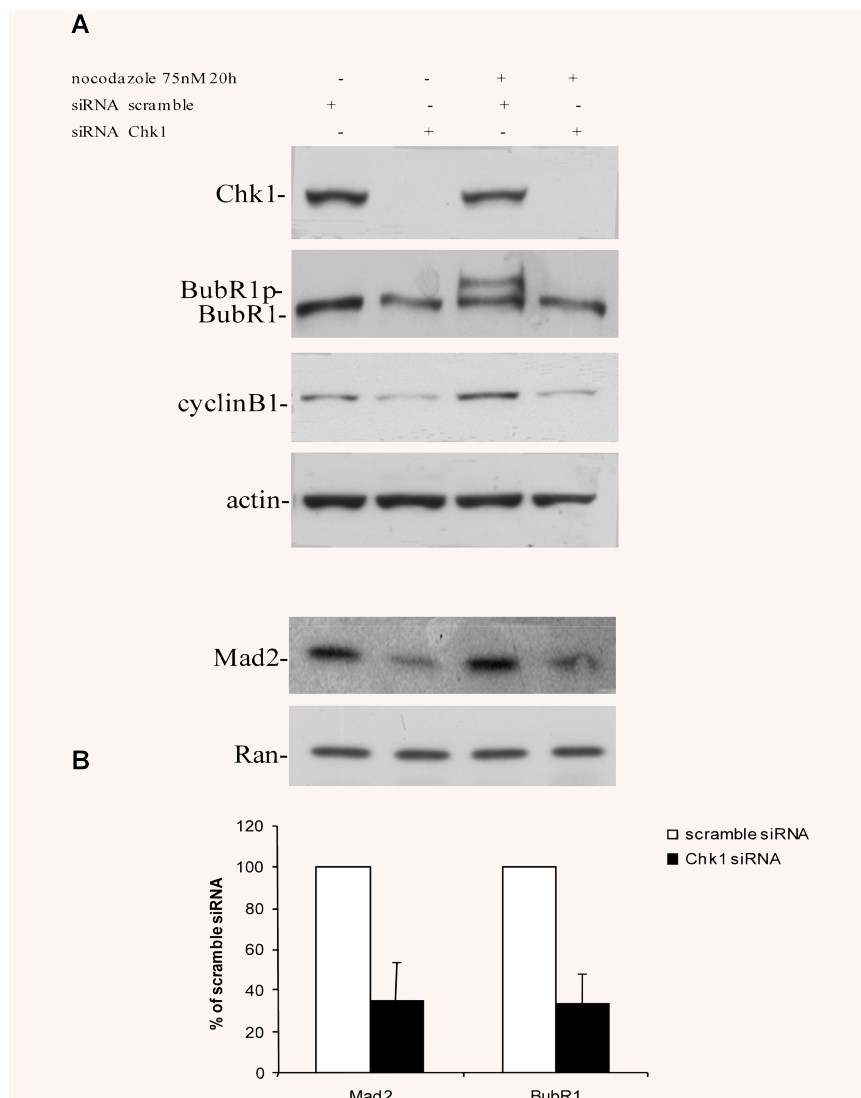 A
nocodazole 75nM 20h - - + +
siRNA scramble + - + -
siRNA Chk1 - + - +
Chk1-
BubR1p-
BubR1-
cyclinB1-
actin-
Mad2-
Ran-
B
120
100
80
60
40
20
0
% of scramble siRNA
scramble siRNA
Chk1 siRNA
Mad2
BubR1